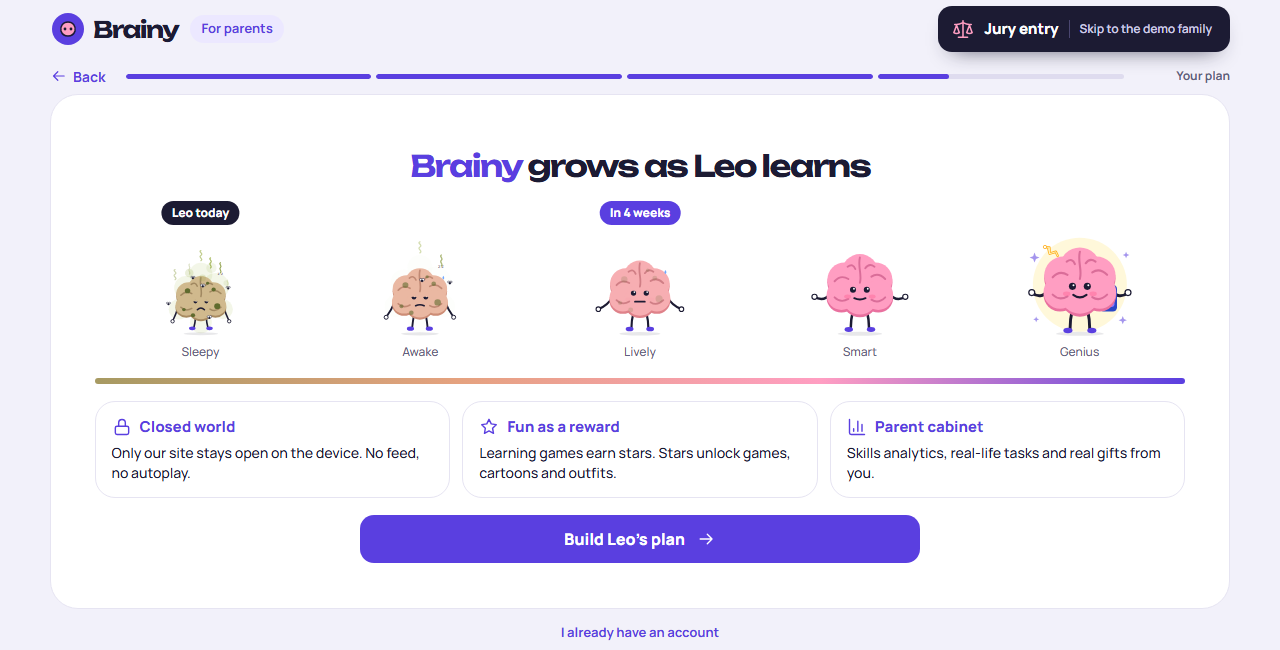 Brainy
For parents
Jury entry
Skip to the demo family
Back
Your plan
Brainy grows as Leo learns
Leo today
In 4 weeks
Sleepy
Awake
Lively
Smart
Genius
Closed world
Only our site stays open on the device. No feed,
no autoplay.
Fun as a reward
Learning games earn stars. Stars unlock games,
cartoons and outfits.
Parent cabinet
Skills analytics, real-life tasks and real gifts from
you.
Build Leo's plan
I already have an account